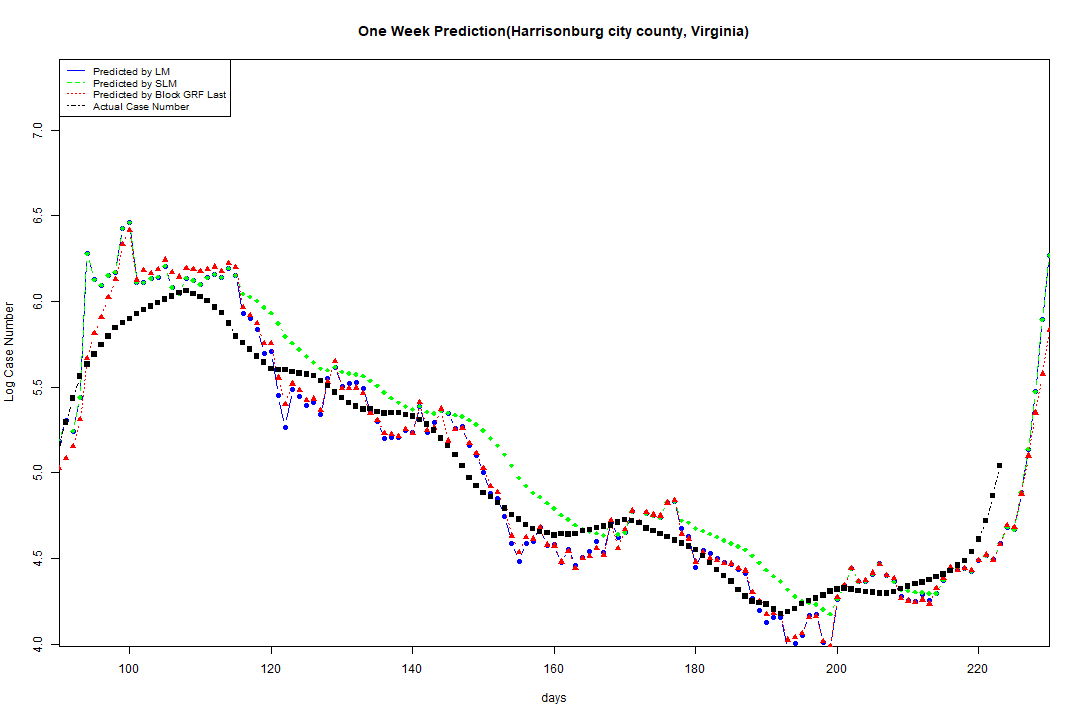 One Week Prediction(Harrisonburg city county, Virginia)
Predicted by LM
Predicted by SLM
Predicted by Block GRF Last
Actual Case Number
Log Case Number
7.0
6.5
6.0
5.5
5.0
4.5
4.0
100 120 140 160 180 200 220
days